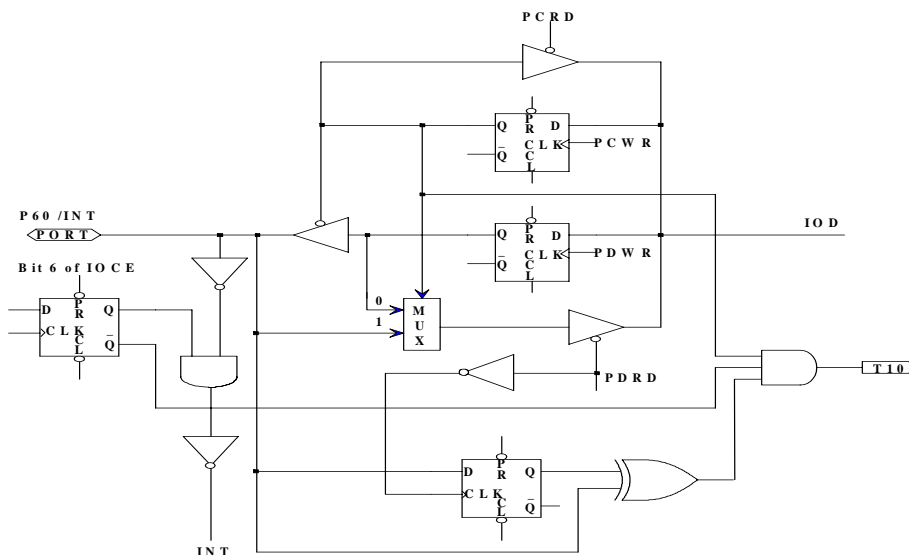 PCRD
Q PR D
CLK PCWR
Q CL
P60 /INT
PORT
Q PR D
CLK PDWR
Q CL
IOD
Bit 6 of IOCE
D PR Q
CLK
CL Q
0
1
MUX
PDRD
T10
D PR Q
CLK
CL Q
INT